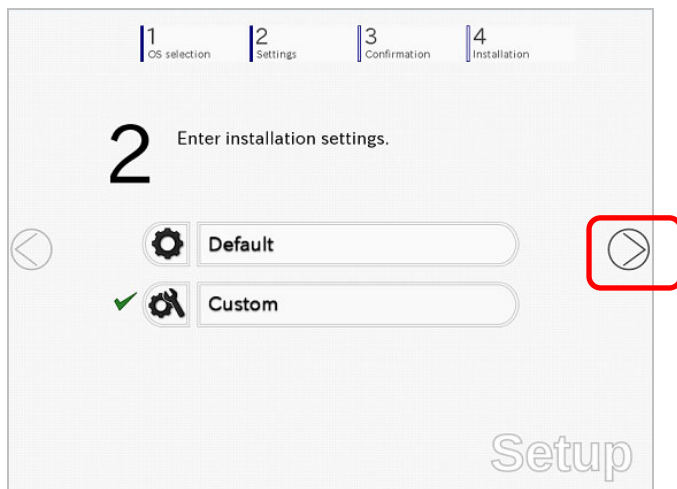 1 2 3 4
OS selection Settings Confirmation Installation
2 Enter installation settings.
Default
Custom
Setup